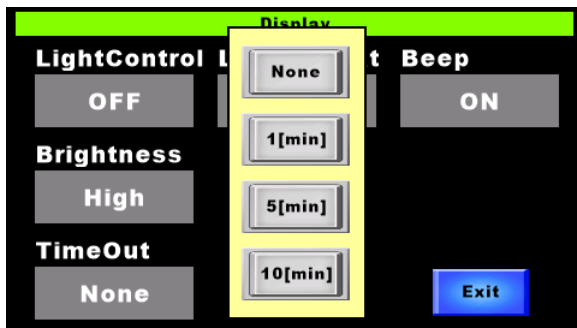 Display
LightControl
Beep
OFF
ON
Brightness
High
TimeOut
None
None
1[min]
5[min]
10[min]
Exit